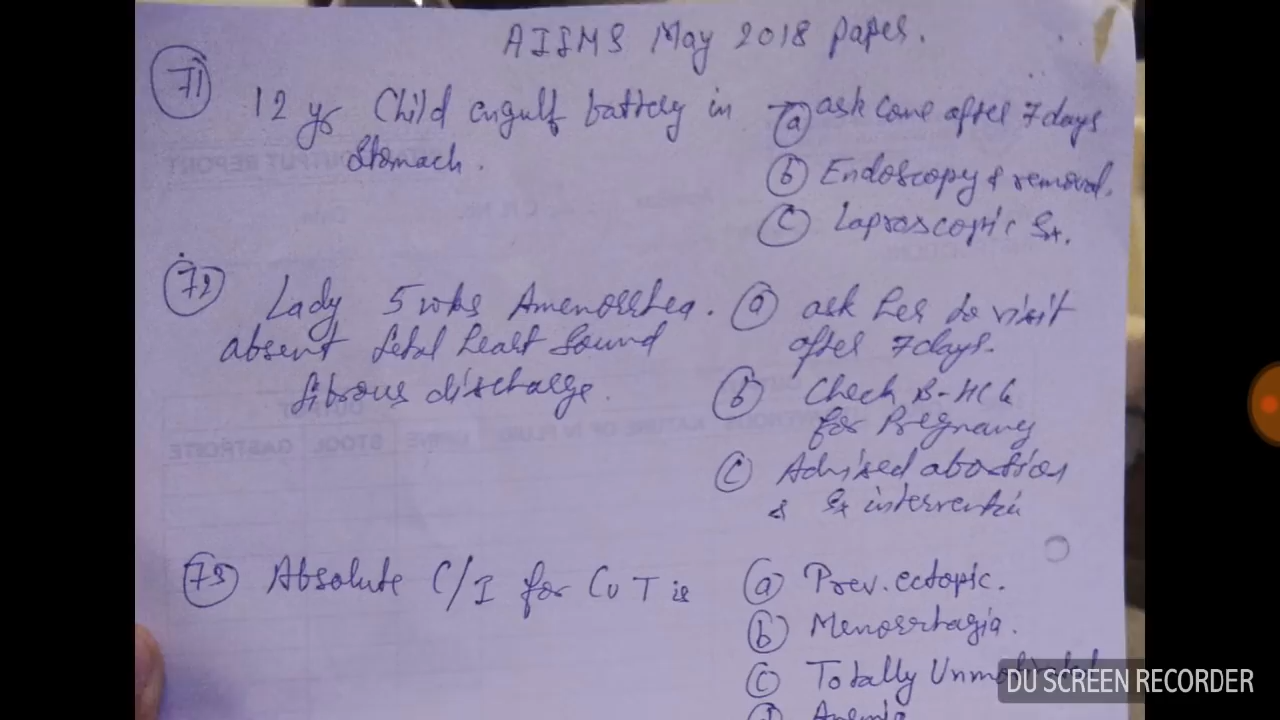 AIIMS May 2018 paper.
71 12 yr Child engulf battery in stomach.
a ask come after 7 days
b Endoscopy & removal.
c Laproscopic Sx.
72 Lady 5 wks Amenorrhea.
absent fetal heart sound
fibrous discharge.
a ask her to visit
after 7 days.
b Check B-HCG
for Pregnancy
c Advised abortion
& Sx interventin
73 Absolute C/I for CuT is
a Prev. ectopic.
b Menorrhagia.
c Totally
d Anemia
DU SCREEN RECORDER